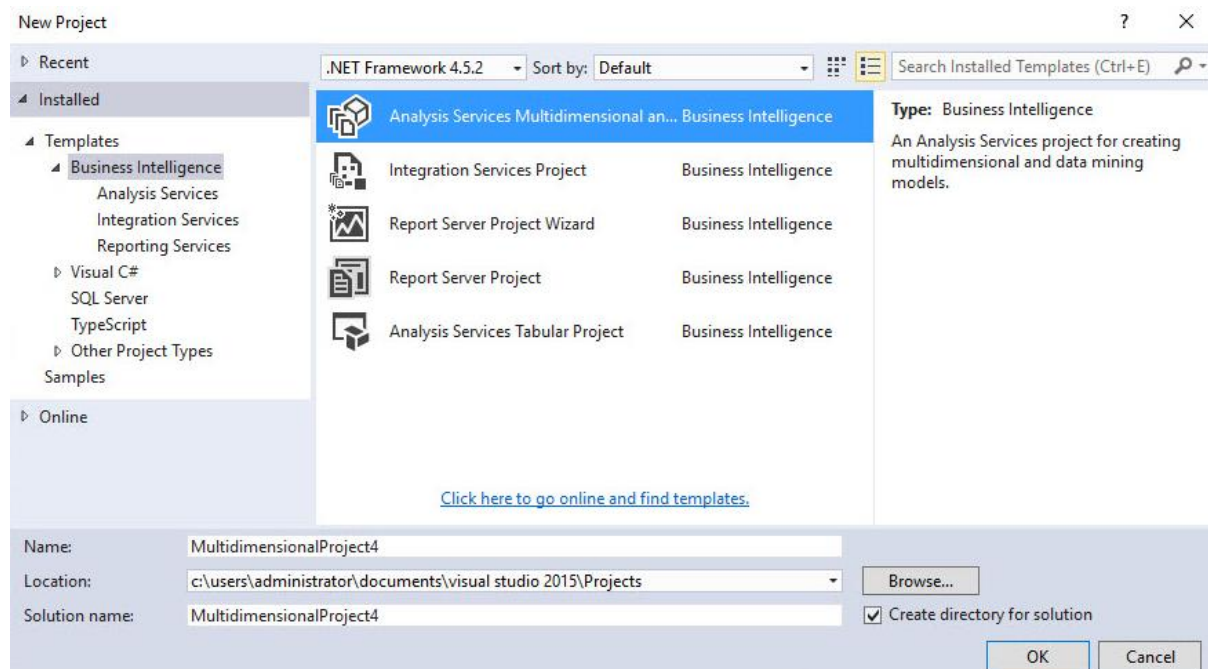 New Project
?
Recent
Installed
Templates
Business Intelligence
Analysis Services
Integration Services
Reporting Services
Visual C#
SQL Server
TypeScript
Other Project Types
Samples
Online
.NET Framework 4.5.2 Sort by: Default
Search Installed Templates (Ctrl+E)
Analysis Services Multidimensional an... Business Intelligence
Integration Services Project Business Intelligence
Report Server Project Wizard Business Intelligence
Report Server Project Business Intelligence
Analysis Services Tabular Project Business Intelligence
Click here to go online and find templates.
Type: Business Intelligence
An Analysis Services project for creating
multidimensional and data mining
models.
Name: MultidimensionalProject4
Location: c:\users\administrator\documents\visual studio 2015\Projects Browse...
Solution name: MultidimensionalProject4 Create directory for solution
OK Cancel